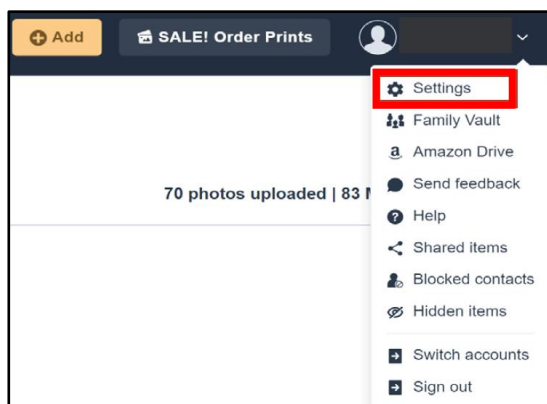 Add
SALE! Order Prints
Settings
Family Vault
Amazon Drive
70 photos uploaded | 83
Send feedback
Help
Shared items
Blocked contacts
Hidden items
Switch accounts
Sign out